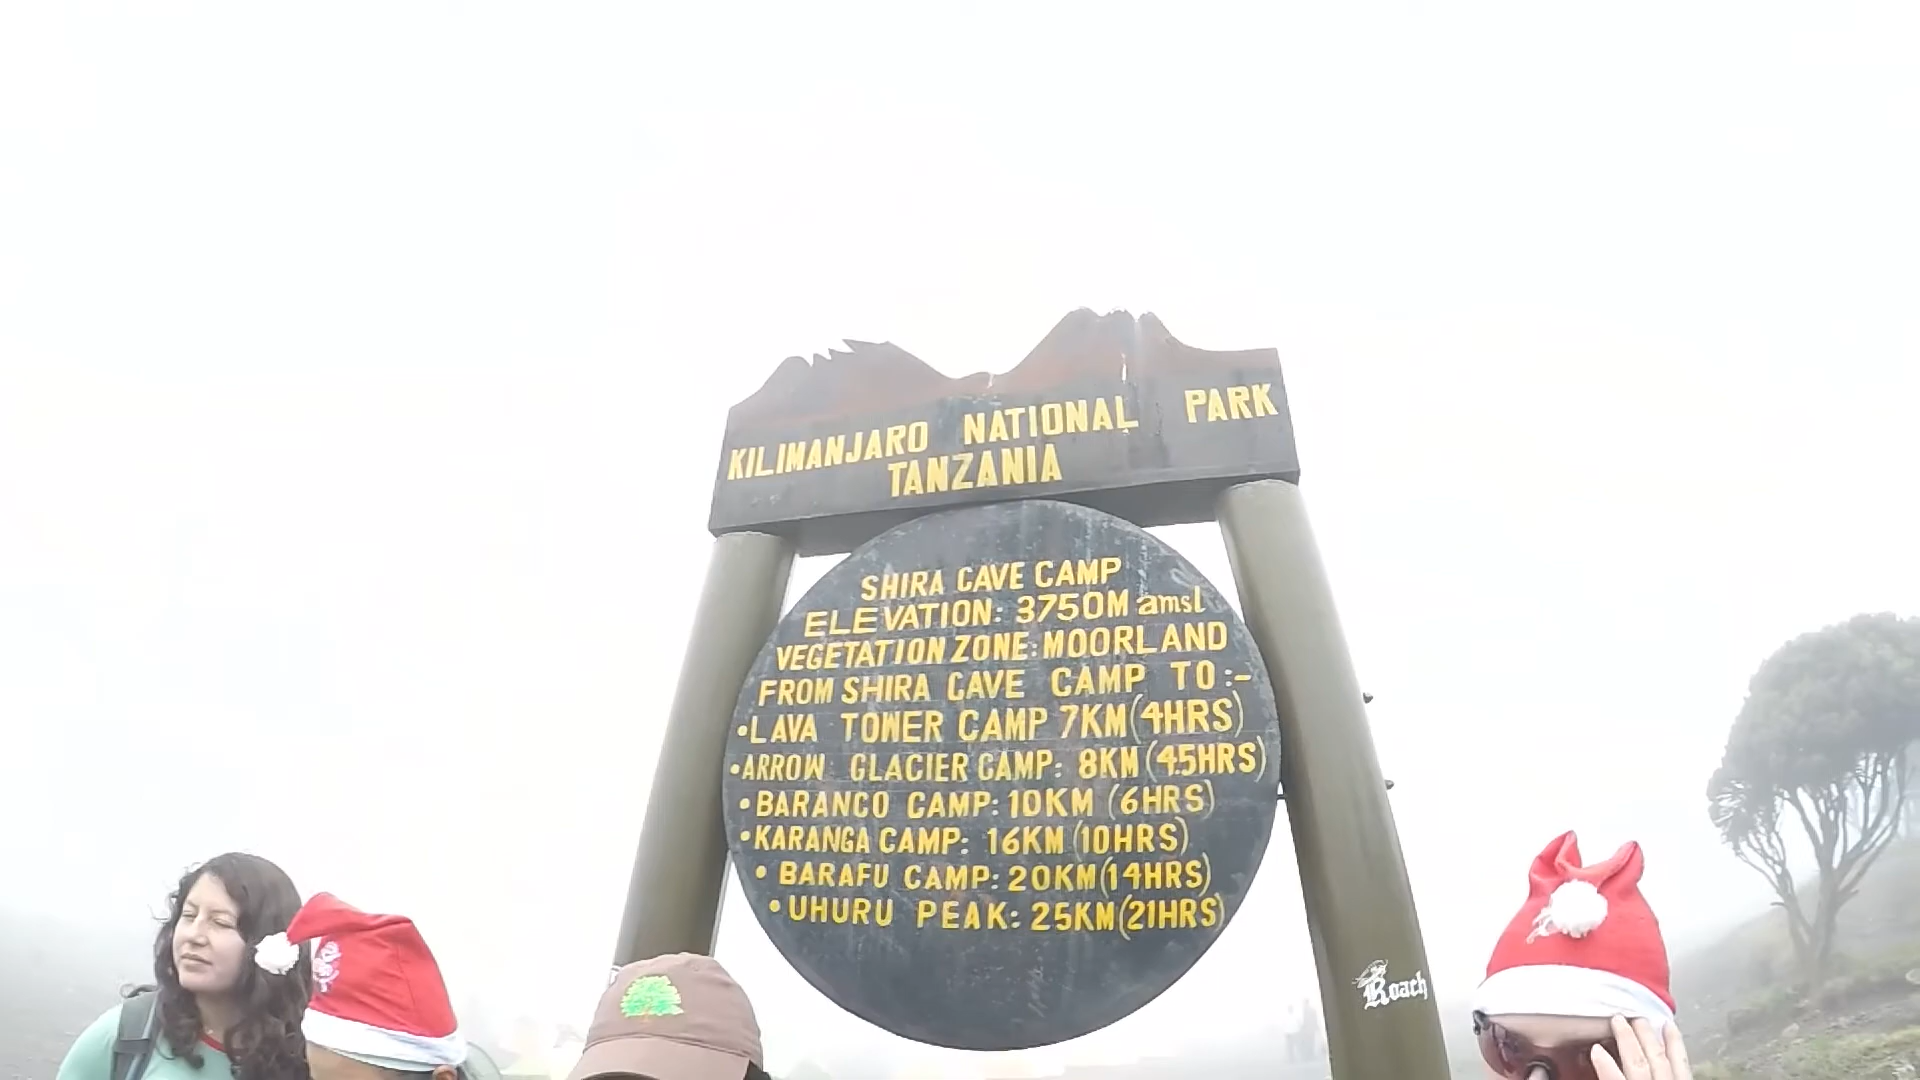 KILIMANJARO NATIONAL PARK
TANZANIA
SHIRA CAVE CAMP
ELEVATION: 3750M amsl
VEGETATION ZONE: MOORLAND
FROM SHIRA CAVE CAMP TO :-
•LAVA TOWER CAMP 7KM (4HRS)
•ARROW GLACIER CAMP: 8KM (4.5HRS)
•BARANCO CAMP: 10KM (6HRS)
•KARANGA CAMP: 16KM (10HRS)
•BARAFU CAMP: 20KM (14HRS)
•UHURU PEAK: 25KM (21HRS)
Roach